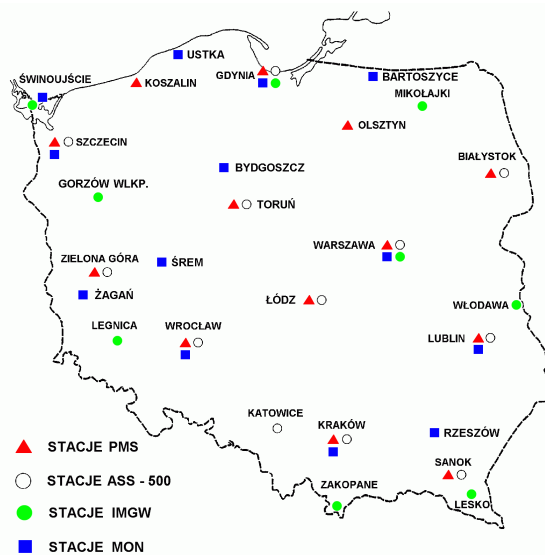 USTKA
ŚWINOUJŚCIE
KOSZALIN
GDYNIA
BARTOSZYCE
MIKOŁAJKI
OLSZTYN
SZCZECIN
BIAŁYSTOK
BYDGOSZCZ
GORZÓW WLKP.
TORUŃ
WARSZAWA
ZIELONA GÓRA
ŚREM
ŻAGAŃ
ŁÓDZ
WŁODAWA
LEGNICA
WROCŁAW
LUBLIN
KATOWICE
KRAKÓW
RZESZÓW
SANOK
ZAKOPANE
LESKO
STACJE PMS
STACJE ASS - 500
STACJE IMGW
STACJE MON